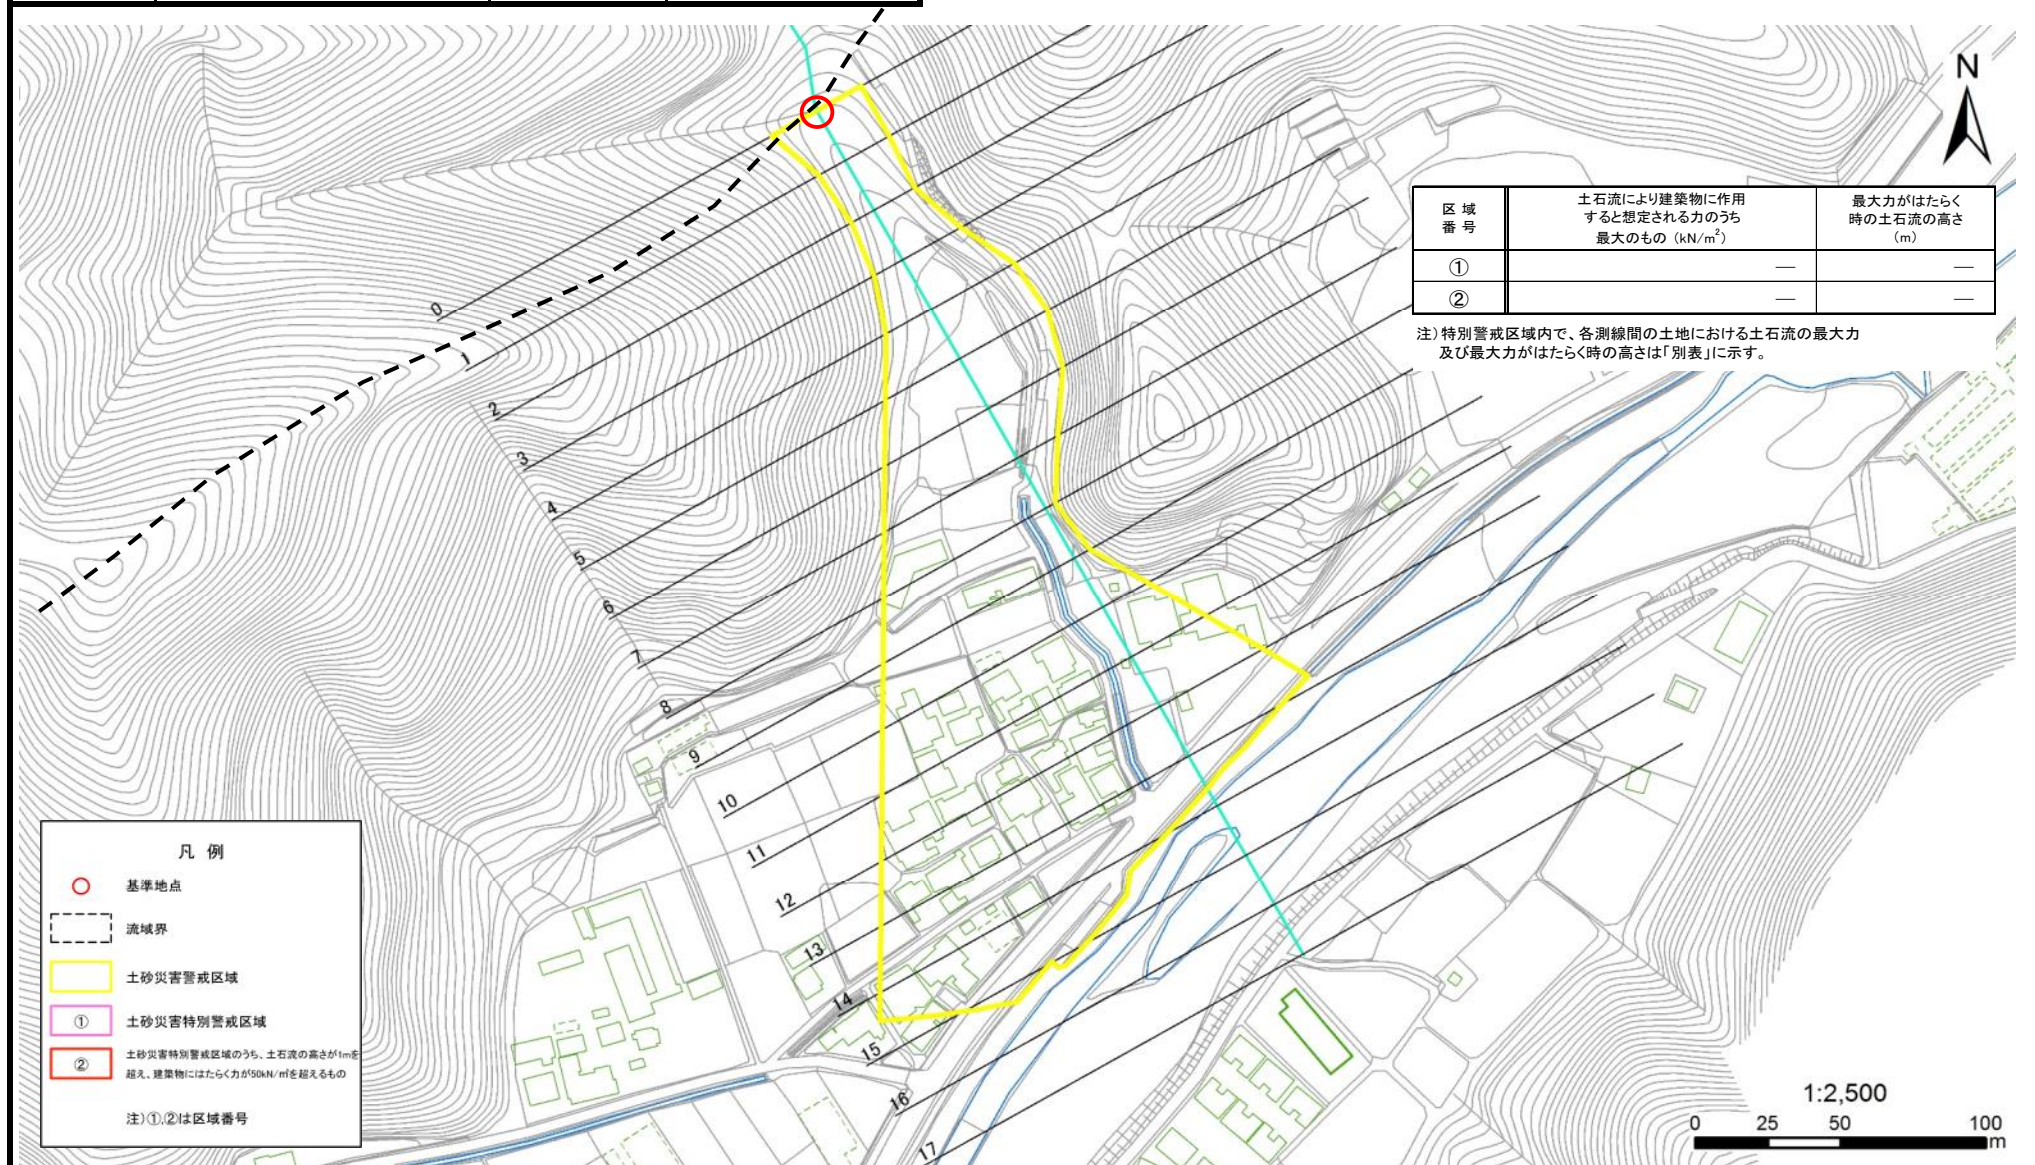 N
区 域
番 号
土石流により建築物に作用
すると想定される力のうち
最大のもの（kN/m²）
最大力がはたらく
時の土石流の高さ
（m）
① — —
② — —
注）特別警戒区域内で、各測線間の土地における土石流の最大力
及び最大力がはたらく時の高さは「別表」に示す。
0
1
2
3
4
5
6
7
8
9
10
11
12
13
14
15
16
17
凡 例
基準地点
流域界
土砂災害警戒区域
① 土砂災害特別警戒区域
② 土砂災害特別警戒区域のうち、土石流の高さが1mを
超え、建築物にはたらく力が50kN/㎡を超えるもの
注）①,②は区域番号
1:2,500
0 25 50 100
m